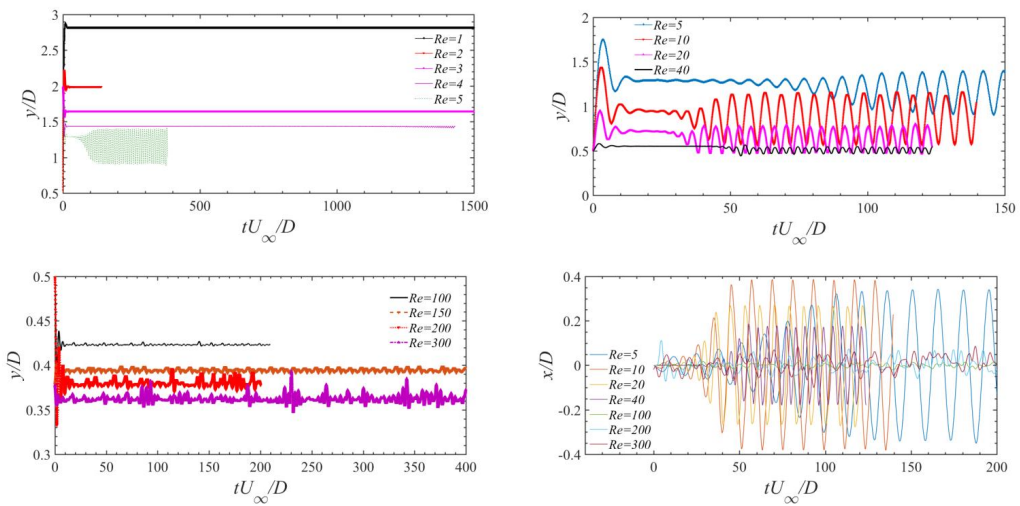 3
2.5
2
1.5
1
0.5
0
500
1000
1500
y/D
tU∞/D
Re=1
Re=2
Re=3
Re=4
Re=5
2
1.5
1
0.5
0
0
50
100
150
y/D
tU∞/D
Re=5
Re=10
Re=20
Re=40
0.5
0.45
0.4
0.35
0.3
0
50
100
150
200
250
300
350
400
y/D
tU∞/D
Re=100
Re=150
Re=200
Re=300
0.4
0.2
0
-0.2
-0.4
0
50
100
150
200
x/D
tU∞/D
Re=5
Re=10
Re=20
Re=40
Re=100
Re=200
Re=300